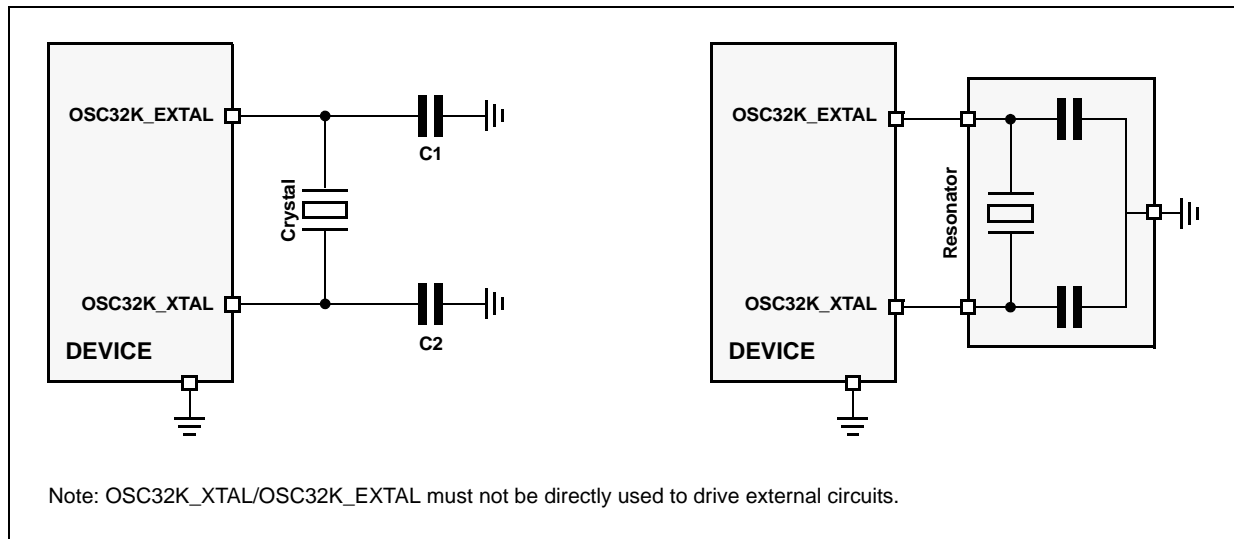 OSC32K_EXTAL
C1
Crystal
OSC32K_XTAL
C2
DEVICE
OSC32K_EXTAL
Resonator
OSC32K_XTAL
DEVICE
Note: OSC32K_XTAL/OSC32K_EXTAL must not be directly used to drive external circuits.